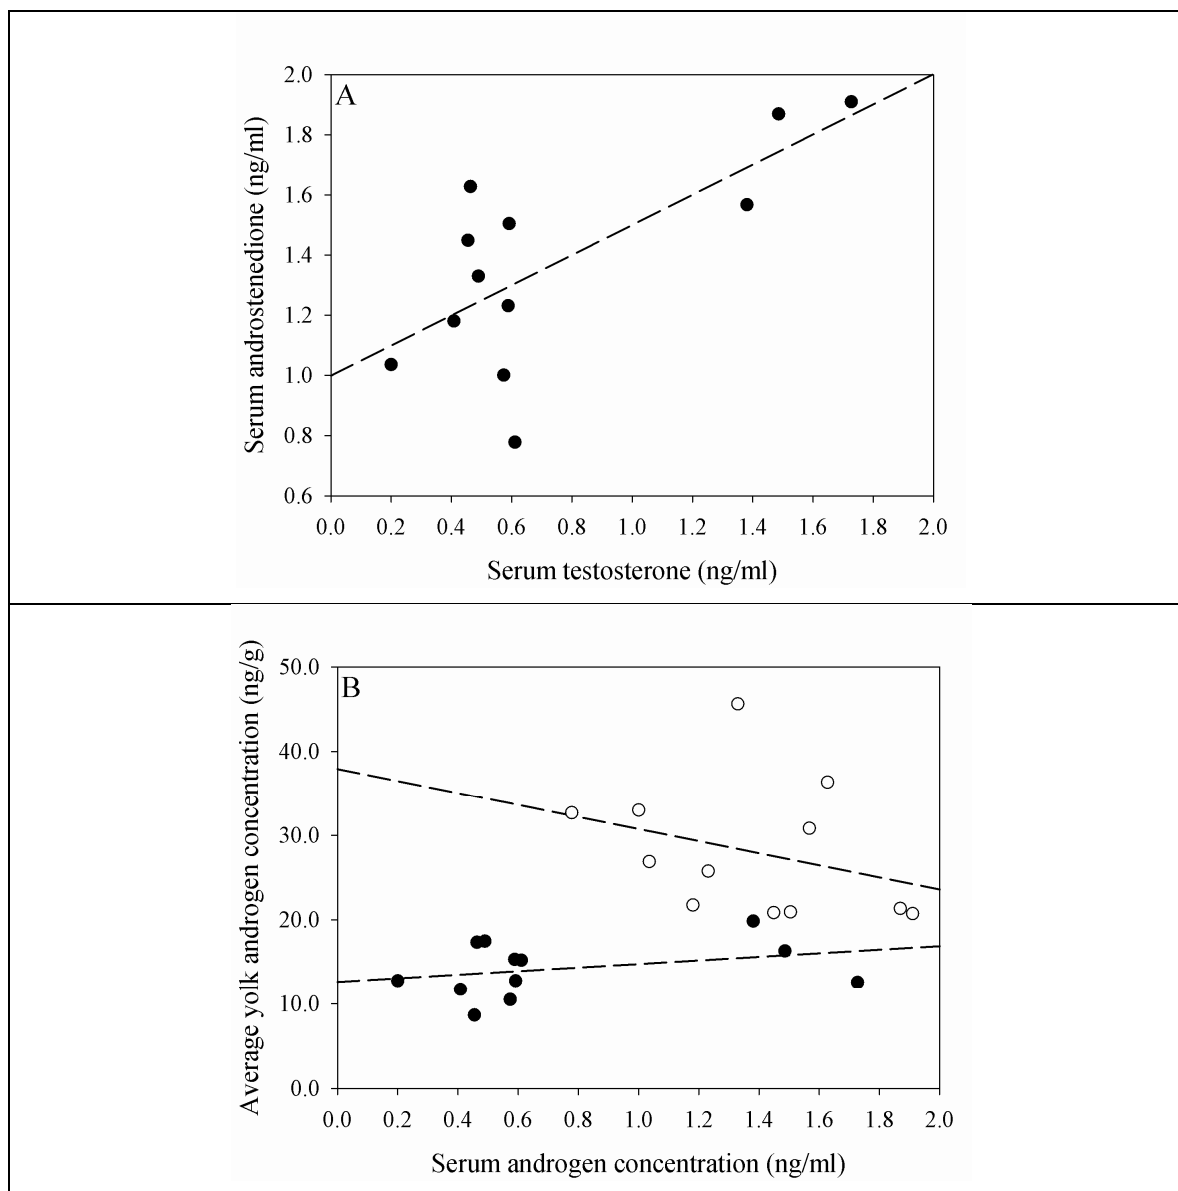 A
2.0
1.8
1.6
1.4
1.2
1.0
0.8
0.6
Serum androstenedione (ng/ml)
0.0 0.2 0.4 0.6 0.8 1.0 1.2 1.4 1.6 1.8 2.0
Serum testosterone (ng/ml)
B
50.0
40.0
30.0
20.0
10.0
0.0
Average yolk androgen concentration (ng/g)
0.0 0.2 0.4 0.6 0.8 1.0 1.2 1.4 1.6 1.8 2.0
Serum androgen concentration (ng/ml)